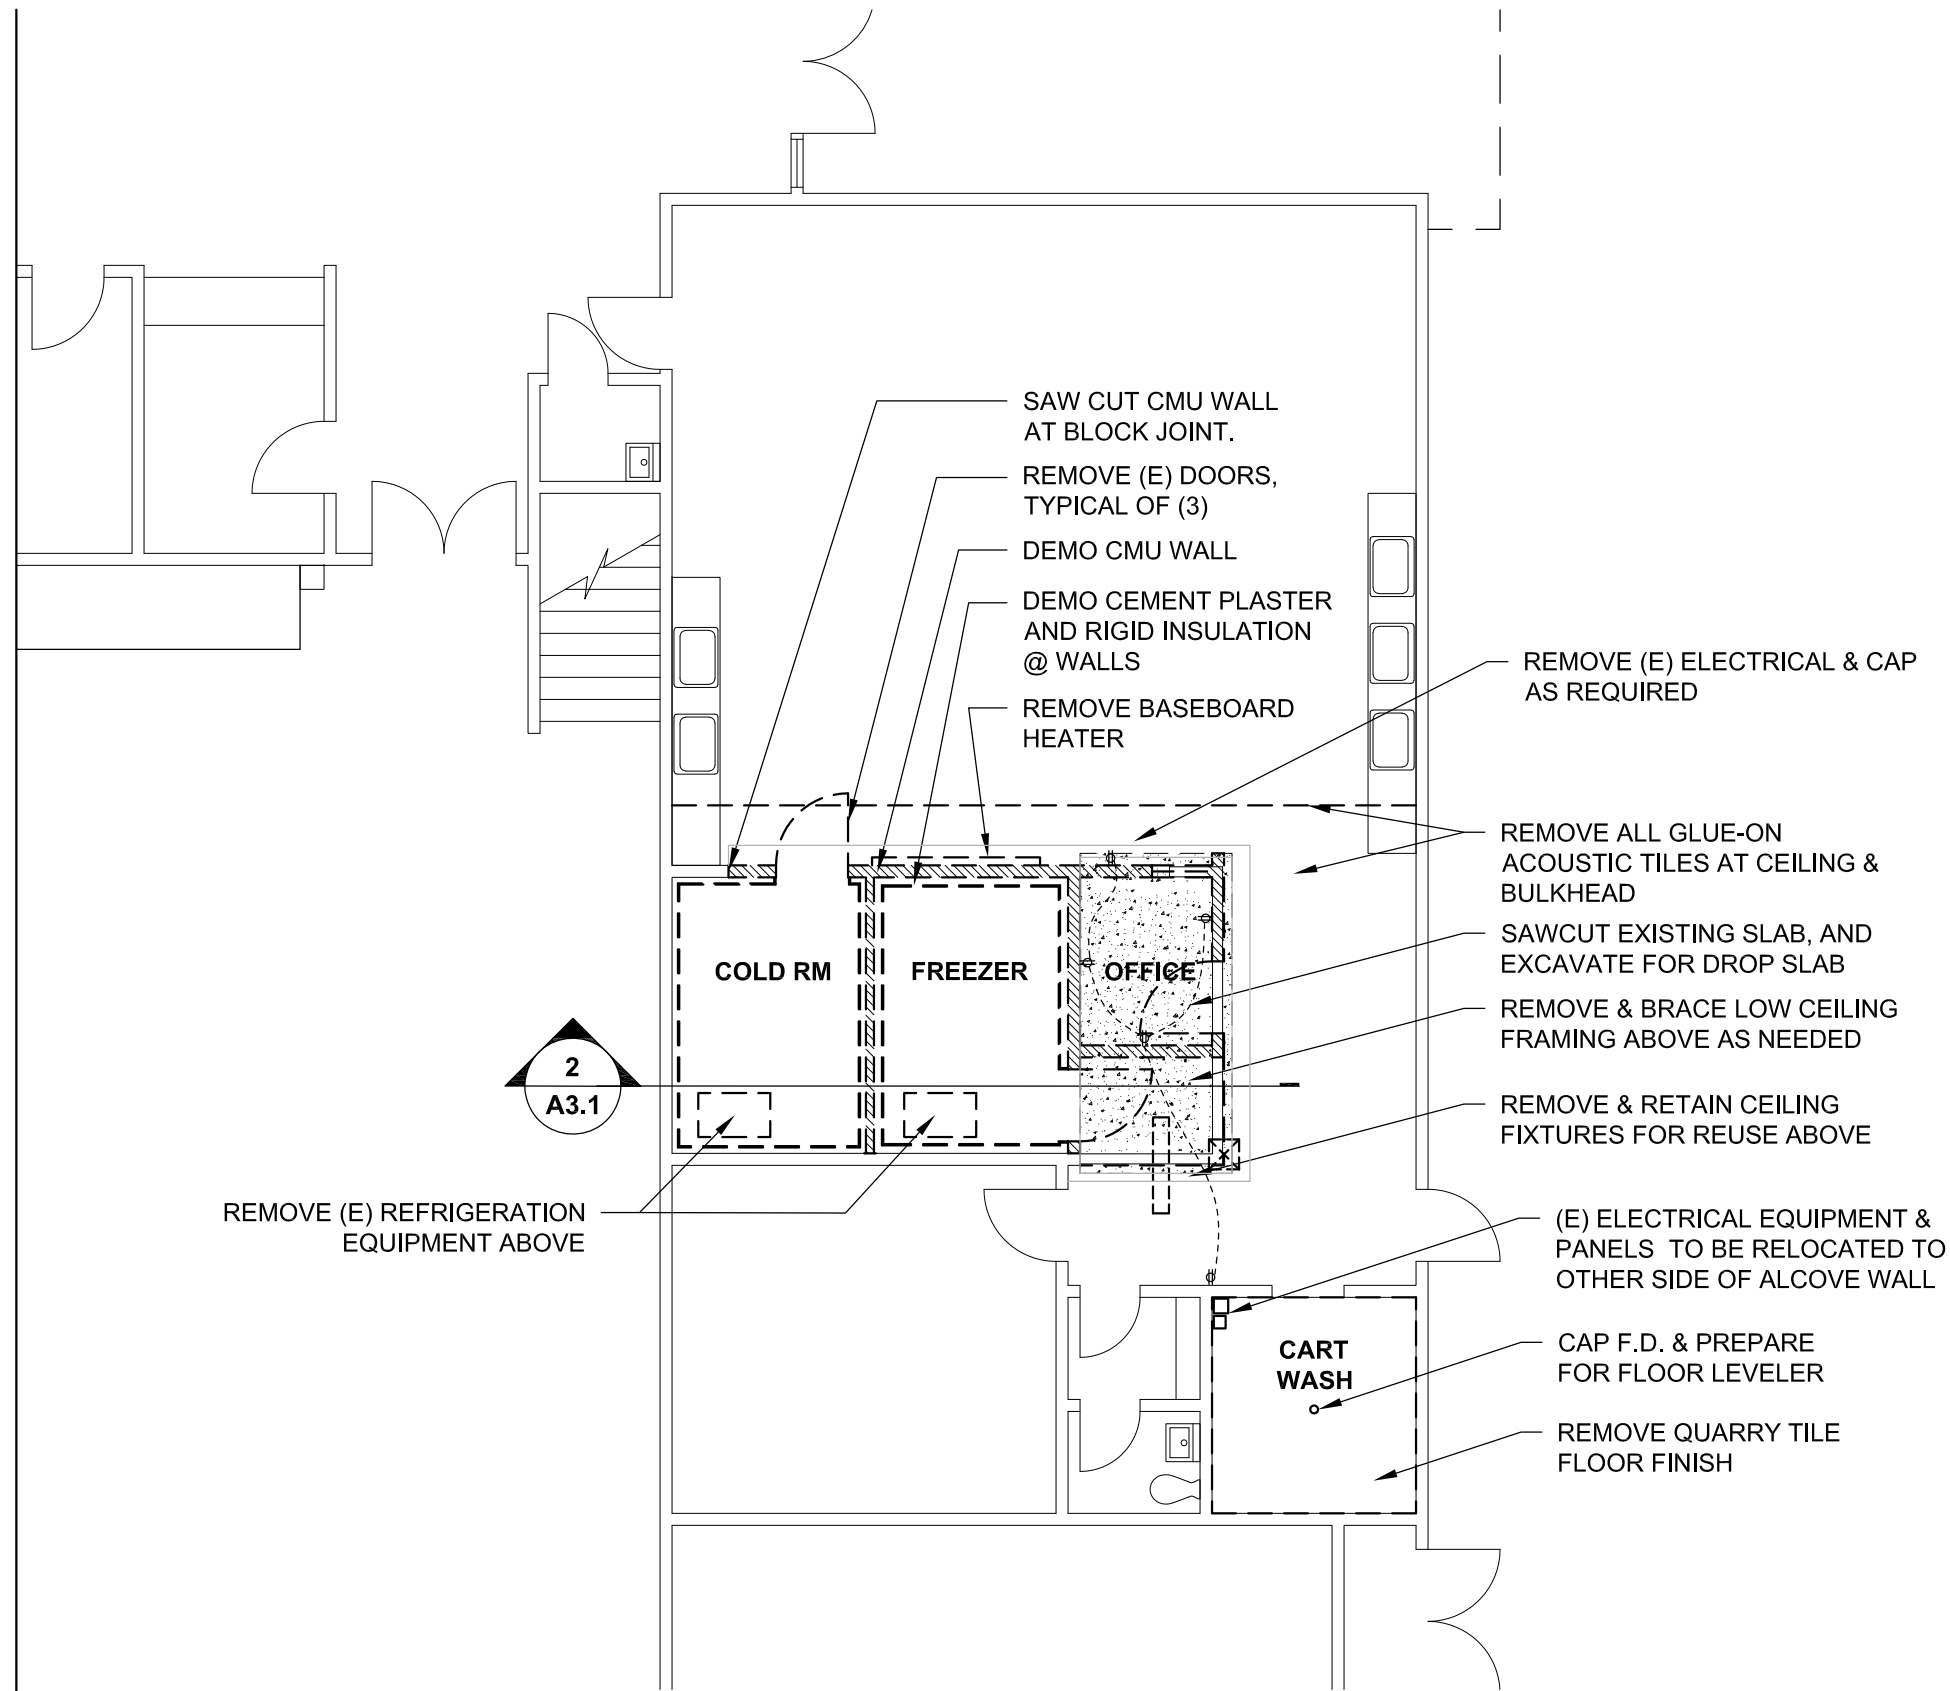 SAW CUT CMU WALL
AT BLOCK JOINT.
REMOVE (E) DOORS,
TYPICAL OF (3)
DEMO CMU WALL
DEMO CEMENT PLASTER
AND RIGID INSULATION
@ WALLS
REMOVE BASEBOARD
HEATER
REMOVE (E) ELECTRICAL & CAP
AS REQUIRED
REMOVE ALL GLUE-ON
ACOUSTIC TILES AT CEILING &
BULKHEAD
SAWCUT EXISTING SLAB, AND
EXCAVATE FOR DROP SLAB
REMOVE & BRACE LOW CEILING
FRAMING ABOVE AS NEEDED
REMOVE & RETAIN CEILING
FIXTURES FOR REUSE ABOVE
COLD RM
FREEZER
OFFICE
2
A3.1
REMOVE (E) REFRIGERATION
EQUIPMENT ABOVE
(E) ELECTRICAL EQUIPMENT &
PANELS  TO BE RELOCATED TO
OTHER SIDE OF ALCOVE WALL
CART
WASH
CAP F.D. & PREPARE
FOR FLOOR LEVELER
REMOVE QUARRY TILE
FLOOR FINISH